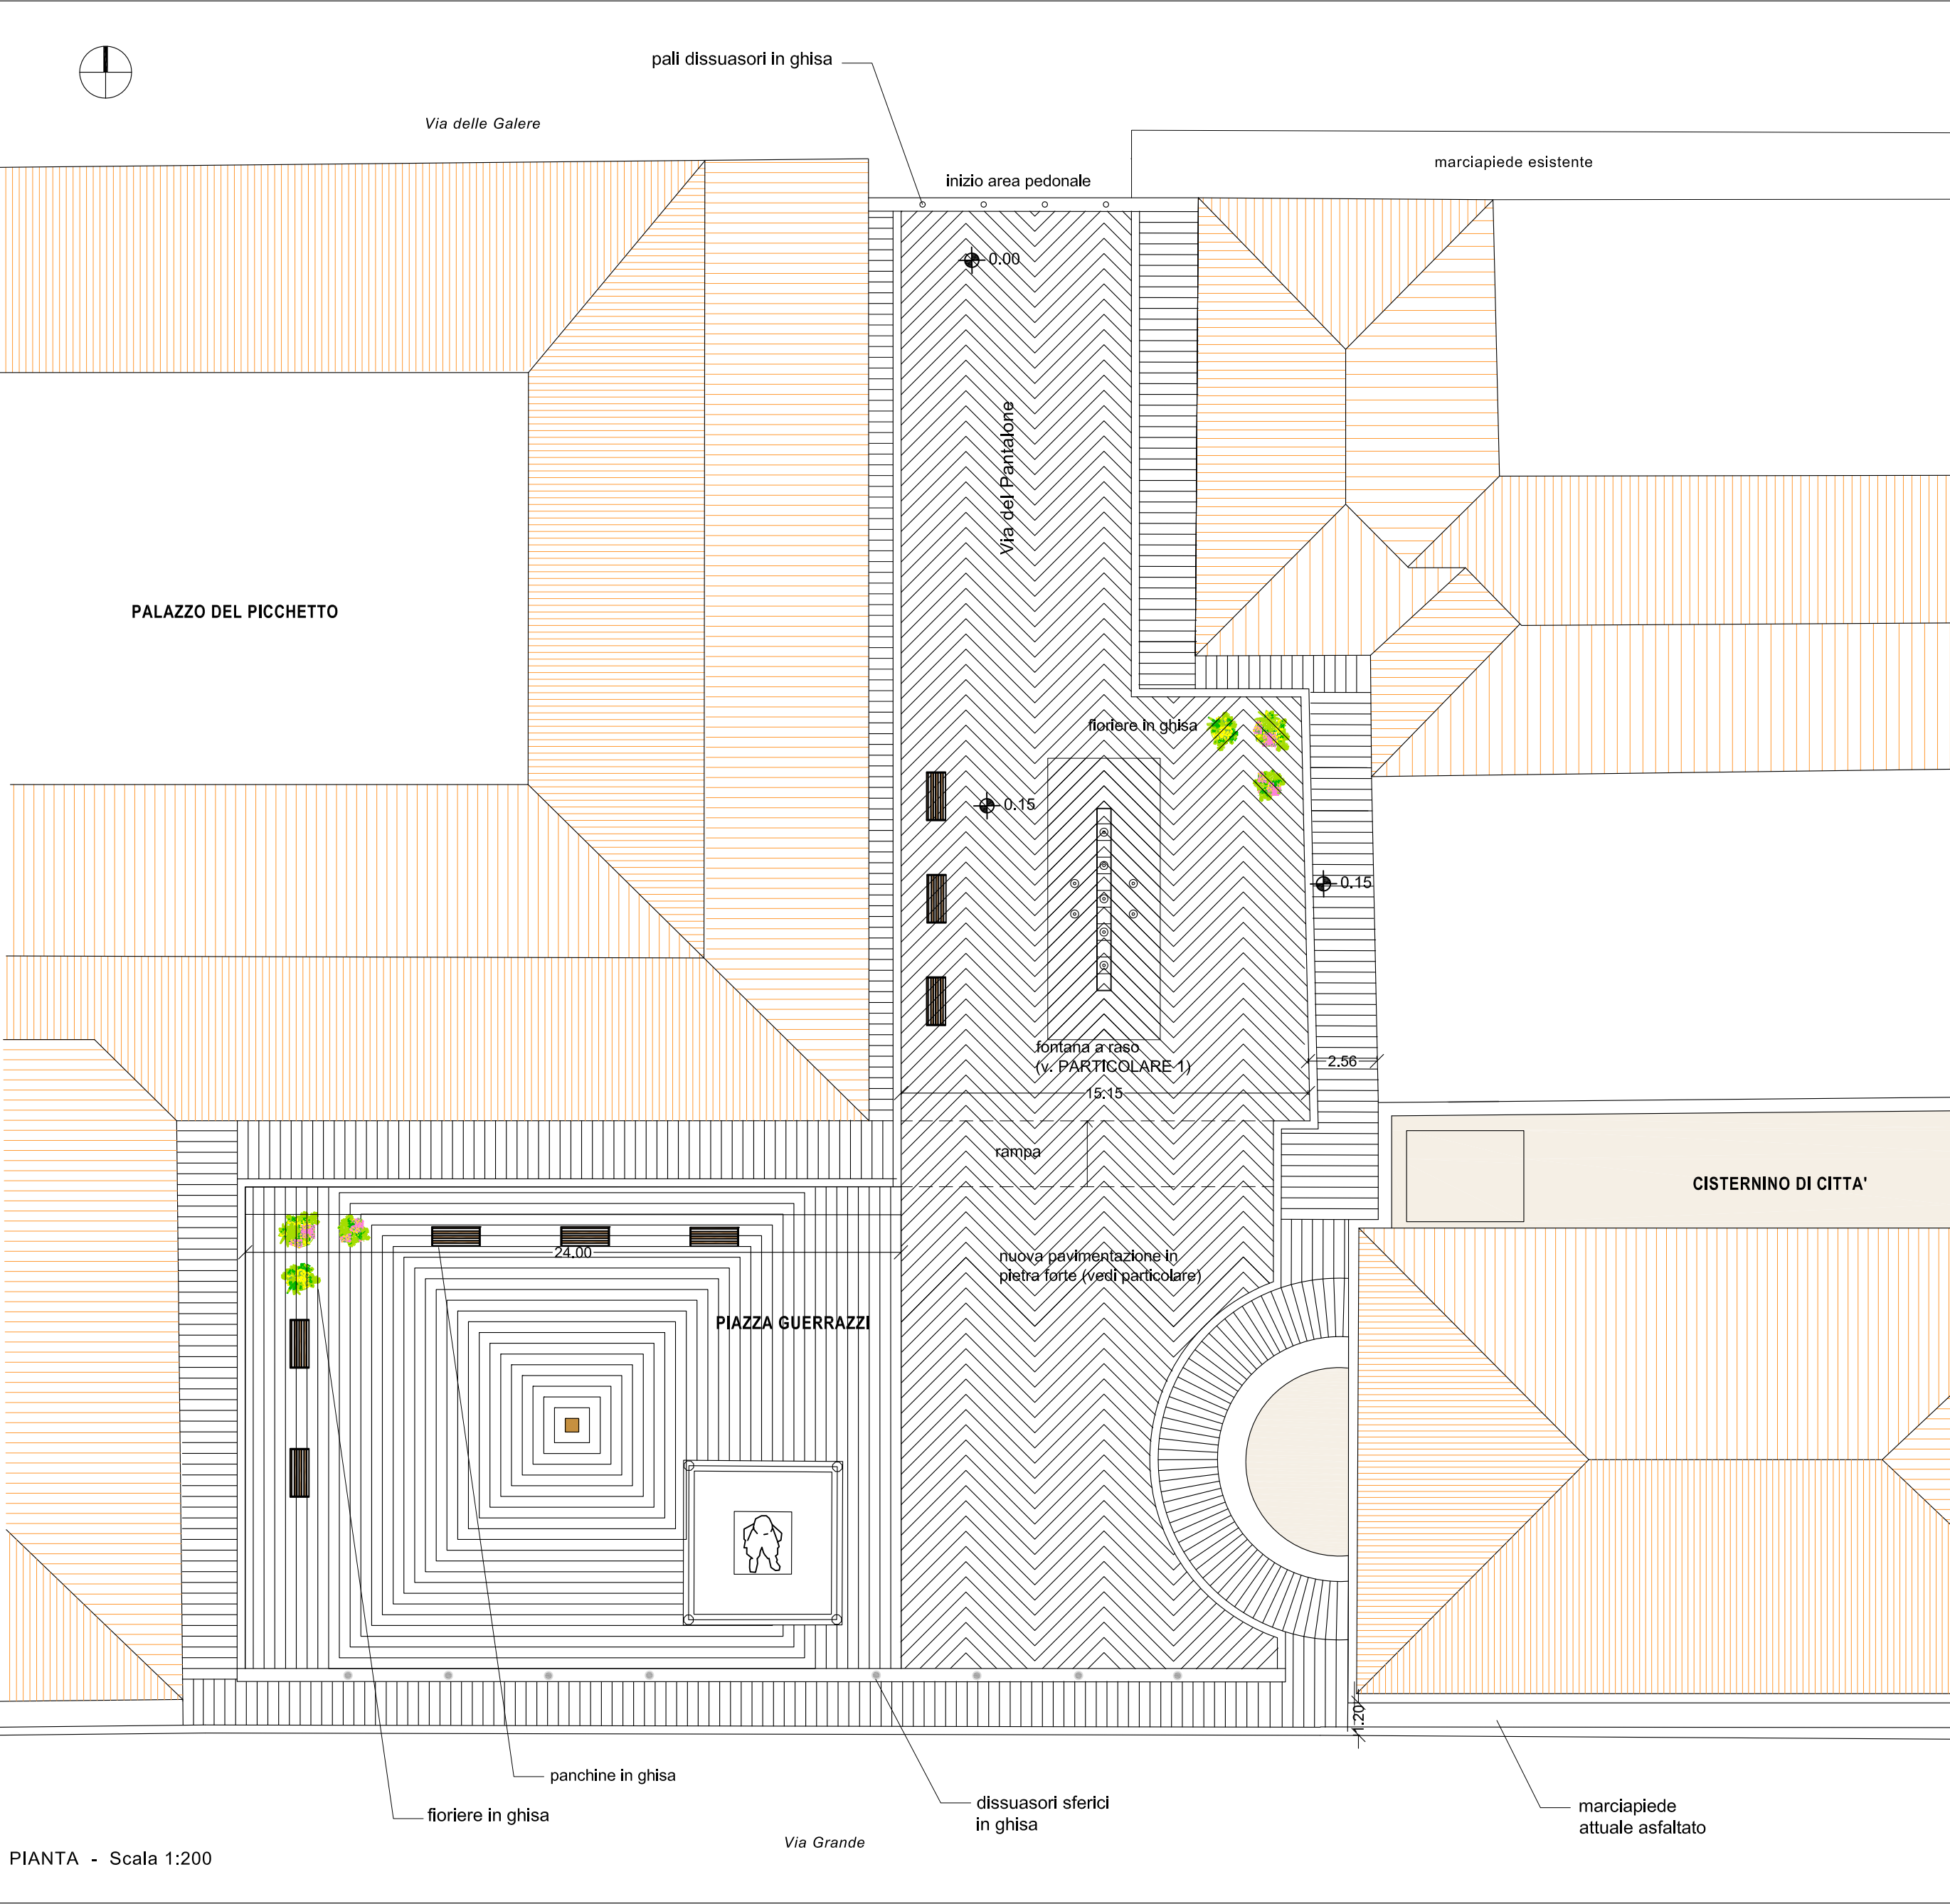 pali dissuasori in ghisa
Via delle Galere
marciapiede esistente
inizio area pedonale
0.00
Via del Pantalone
PALAZZO DEL PICCHETTO
fioriere in ghisa
0.15
0.15
fontana a raso
(v. PARTICOLARE 1)
2.56
15.15
rampa
CISTERNINO DI CITTA'
24.00
nuova pavimentazione in
pietra forte (vedi particolare)
PIAZZA GUERRAZZI
1.20
panchine in ghisa
fioriere in ghisa
dissuasori sferici
in ghisa
marciapiede
attuale asfaltato
Via Grande
PIANTA - Scala 1:200